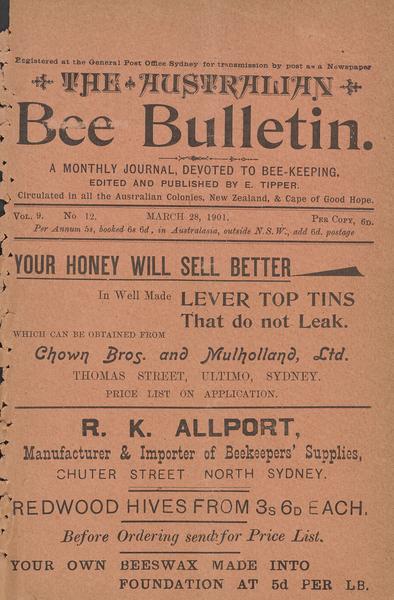 Registered at the General Post Office Sydney for transmission by post as a Newspaper
THE AUSTRALIAN
Bee Bulletin.
A MONTHLY JOURNAL, DEVOTED TO BEE-KEEPING.
EDITED AND PUBLISHED BY E. TIPPER.
Circulated in all the Australian Colonies, New Zealand, & Cape of Good Hope.
VOL. 9. No 12. MARCH 28, 1901. PER COPY, 6D.
Per Annum 5s, booked 6s 6d, in Australasia, outside N.S.W., add 6d. postage
YOUR HONEY WILL SELL BETTER
In Well Made LEVER TOP TINS
That do not Leak.
WHICH CAN BE OBTAINED FROM
Chown Bros. and Mulholland, Ltd.
THOMAS STREET, ULTIMO, SYDNEY.
PRICE LIST ON APPLICATION.
R. K. ALLPORT,
Manufacturer & Importer of Beekeepers' Supplies,
CHUTER STREET NORTH SYDNEY.
REDWOOD HIVES FROM 3s 6D EACH.
Before Ordering send for Price List.
YOUR OWN BEESWAX MADE INTO
FOUNDATION AT 5d PER LB.